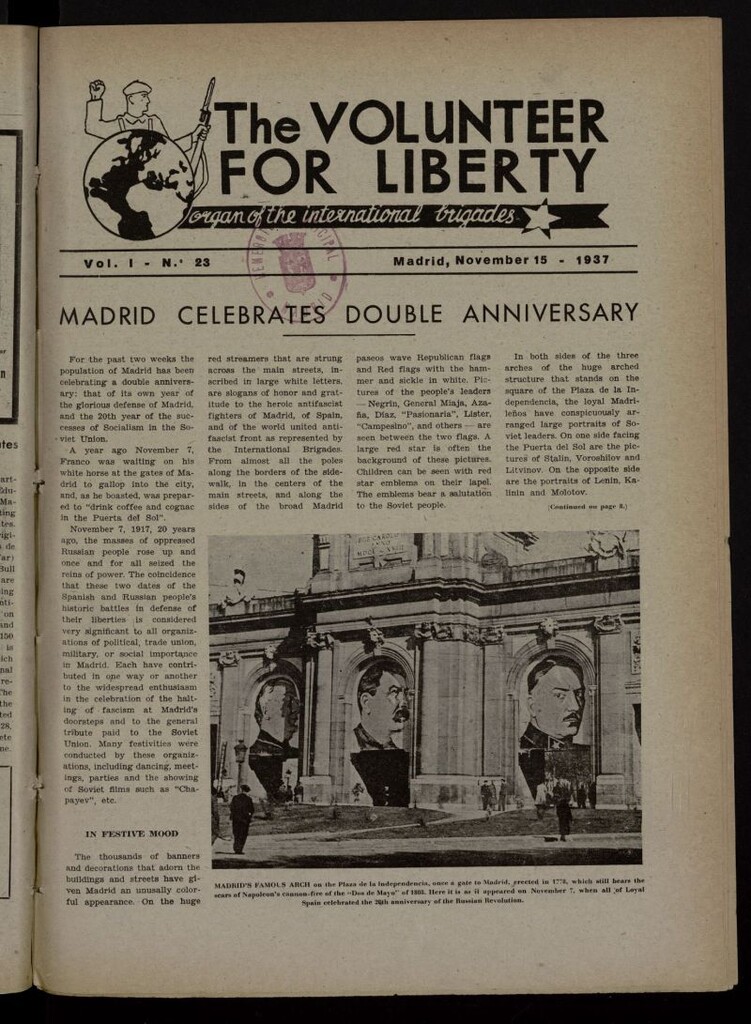 The VOLUNTEER
FOR LIBERTY
organ of the international brigades
Vol. I - N.º 23
Madrid, November 15 - 1937
MADRID CELEBRATES DOUBLE ANNIVERSARY
For the past two weeks the
population of Madrid has been
celebrating a double annivers-
ary: that of its own year of
the glorious defense of Madrid,
and the 20th year of the suc-
cesses of Socialism in the So-
viet Union.
A year ago November 7,
Franco was waiting on his
white horse at the gates of Ma-
drid to gallop into the city,
and, as he boasted, was prepar-
ed to "drink coffee and cognac
in the Puerta del Sol".
November 7, 1917, 20 years
ago, the masses of oppressed
Russian people rose up and
once and for all seized the
reins of power. The coincidence
that these two dates of the
Spanish and Russian people's
historic battles in defense of
their liberties is considered
very significant to all organiz-
ations of political, trade union,
military, or social importance
in Madrid. Each have contri-
buted in one way or another
to the widespread enthusiasm
in the celebration of the halt-
ing of fascism at Madrid's
doorsteps and to the general
tribute paid to the Soviet
Union. Many festivities were
conducted by these organiz-
ations, including dancing, meet-
ings, parties and the showing
of Soviet films such as "Cha-
payev", etc.
IN FESTIVE MOOD
The thousands of banners
and decorations that adorn the
buildings and streets have gi-
ven Madrid an unusally color-
ful appearance. On the huge
red streamers that are strung
across the main streets, in-
scribed in large white letters,
are slogans of honor and grat-
itude to the heroic antifascist
fighters of Madrid, of Spain,
and of the world united anti-
fascist front as represented by
the International Brigades.
From almost all the poles
along the borders of the side-
walk, in the centers of the
main streets, and along the
sides of the broad Madrid
paseos wave Republican flags
and Red flags with the ham-
mer and sickle in white. Pic-
tures of the people's leaders
— Negrin, General Miaja, Aza-
ña, Diaz, "Pasionaria", Lister,
"Campesino", and others — are
seen between the two flags. A
large red star is often the
background of these pictures.
Children can be seen with red
star emblems on their lapel.
The emblems bear a salutation
to the Soviet people.
In both sides of the three
arches of the huge arched
structure that stands on the
square of the Plaza de la In-
dependencia, the loyal Madri-
leños have conspicuously ar-
ranged large portraits of So-
viet leaders. On one side facing
the Puerta del Sol are the pic-
tures of Stalin, Voroshilov and
Litvinov. On the opposite side
are the portraits of Lenin, Ka-
linin and Molotov.
(Continued on page 8.)
MADRID'S FAMOUS ARCH on the Plaza de la Independencia, once a gate to Madrid, erected in 1778, which still bears the
scars of Napoleon's cannon-fire of the "Dos de Mayo" of 1808. Here it is as it appeared on November 7, when all of Loyal
Spain celebrated the 20th anniversary of the Russian Revolution.